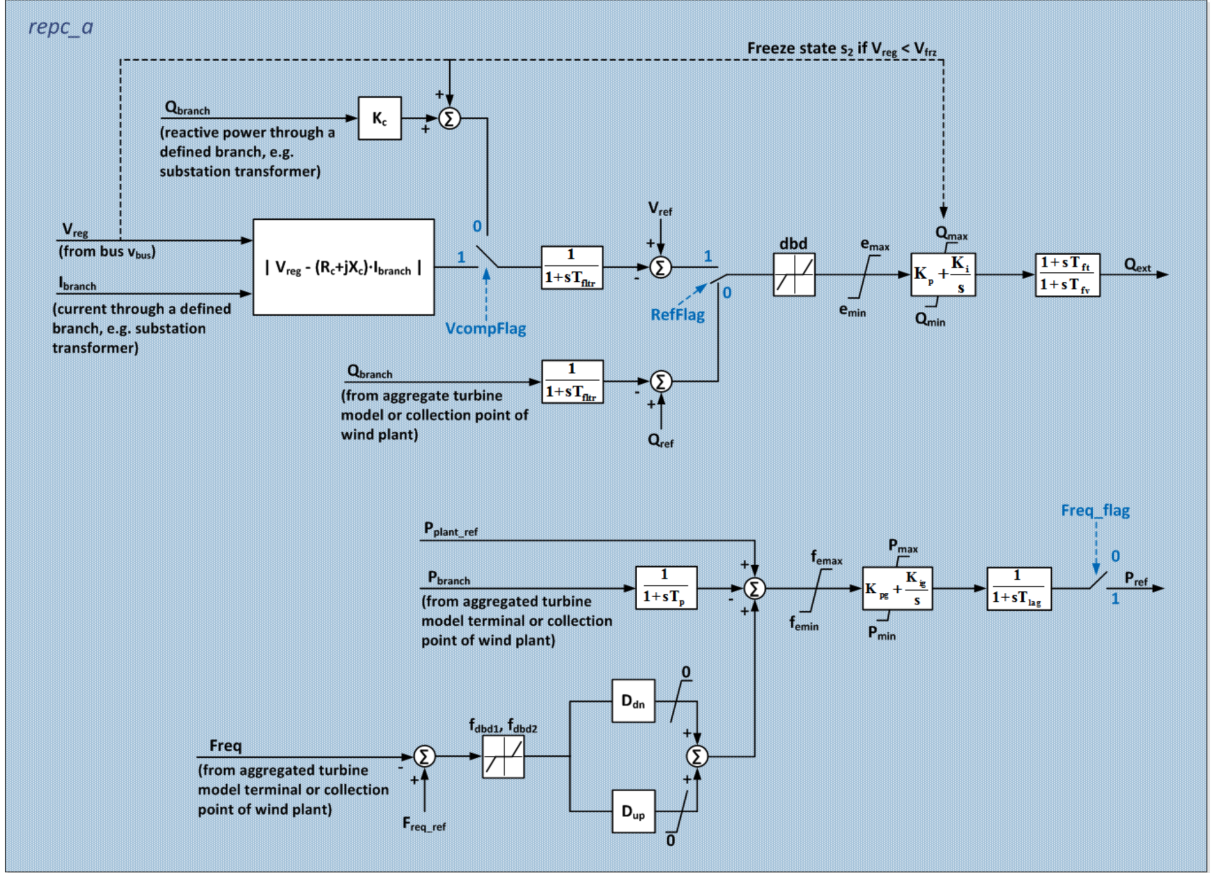 repc_a
Freeze state s2 if Vreg < Vfrz
+
Qbranch
Kc
Σ
+
(reactive power through a
defined branch, e.g.
substation transformer)
0
Vreg
(from bus vbus)
1
| Vreg - (Rc+jXc)·Ibranch |
Ibranch
(current through a defined
branch, e.g. substation
transformer)
VcompFlag
1
1+sTfltr
Vref
+
-
Σ
1
0
RefFlag
dbd
emax
emin
Qmax
Kp + Ki
s
Qmin
1+sTft
1+sTfv
Qext
Qbranch
(from aggregate turbine
model or collection point of
wind plant)
1
1+sTfltr
-
Σ
+
Qref
Pplant_ref
Pbranch
(from aggregated turbine
model terminal or collection
point of wind plant)
1
1+sTp
+
-
Σ
+
femax
femin
Pmax
Kpg + Kig
s
Pmin
1
1+sTlag
Freq_flag
0
Pref
1
Ddn
0
fdbd1, fdbd2
+
Freq
-
Σ
Σ
(from aggregated turbine
model terminal or collection
point of wind plant)
+
+
Dup
0
Freq_ref